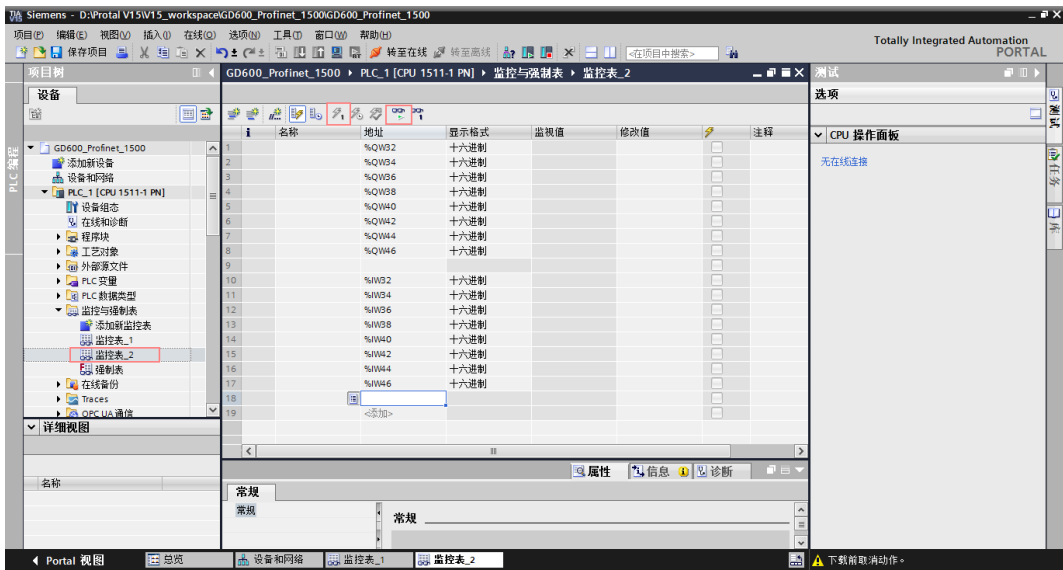 Siemens - D:\Protal V15\V15_workspace\GD600_Profinet_1500\GD600_Profinet_1500
项目(P) 编辑(E) 视图(V) 插入(I) 在线(O) 选项(N) 工具(T) 窗口(W) 帮助(H)
Totally Integrated Automation
PORTAL
保存项目 转至在线 转至离线 <在项目中搜索>
项目树
GD600_Profinet_1500 PLC_1 [CPU 1511-1 PN] 监控与强制表 监控表_2
测试
设备
选项
i 名称 地址 显示格式 监视值 修改值 注释
CPU 操作面板
无在线连接
PLC 编程
测试
任务
库
GD600_Profinet_1500
添加新设备
设备和网络
PLC_1 [CPU 1511-1 PN]
设备组态
在线和诊断
程序块
工艺对象
外部源文件
PLC 变量
PLC 数据类型
监控与强制表
添加新监控表
监控表_1
监控表_2
强制表
在线备份
Traces
OPC UA 通信
1 %QW32 十六进制
2 %QW34 十六进制
3 %QW36 十六进制
4 %QW38 十六进制
5 %QW40 十六进制
6 %QW42 十六进制
7 %QW44 十六进制
8 %QW46 十六进制
9
10 %IW32 十六进制
11 %IW34 十六进制
12 %IW36 十六进制
13 %IW38 十六进制
14 %IW40 十六进制
15 %IW42 十六进制
16 %IW44 十六进制
17 %IW46 十六进制
18
19 <添加>
详细视图
名称
属性 信息 诊断
常规
常规
常规
Portal 视图 总览 设备和网络 监控表_1 监控表_2 下载前取消动作。